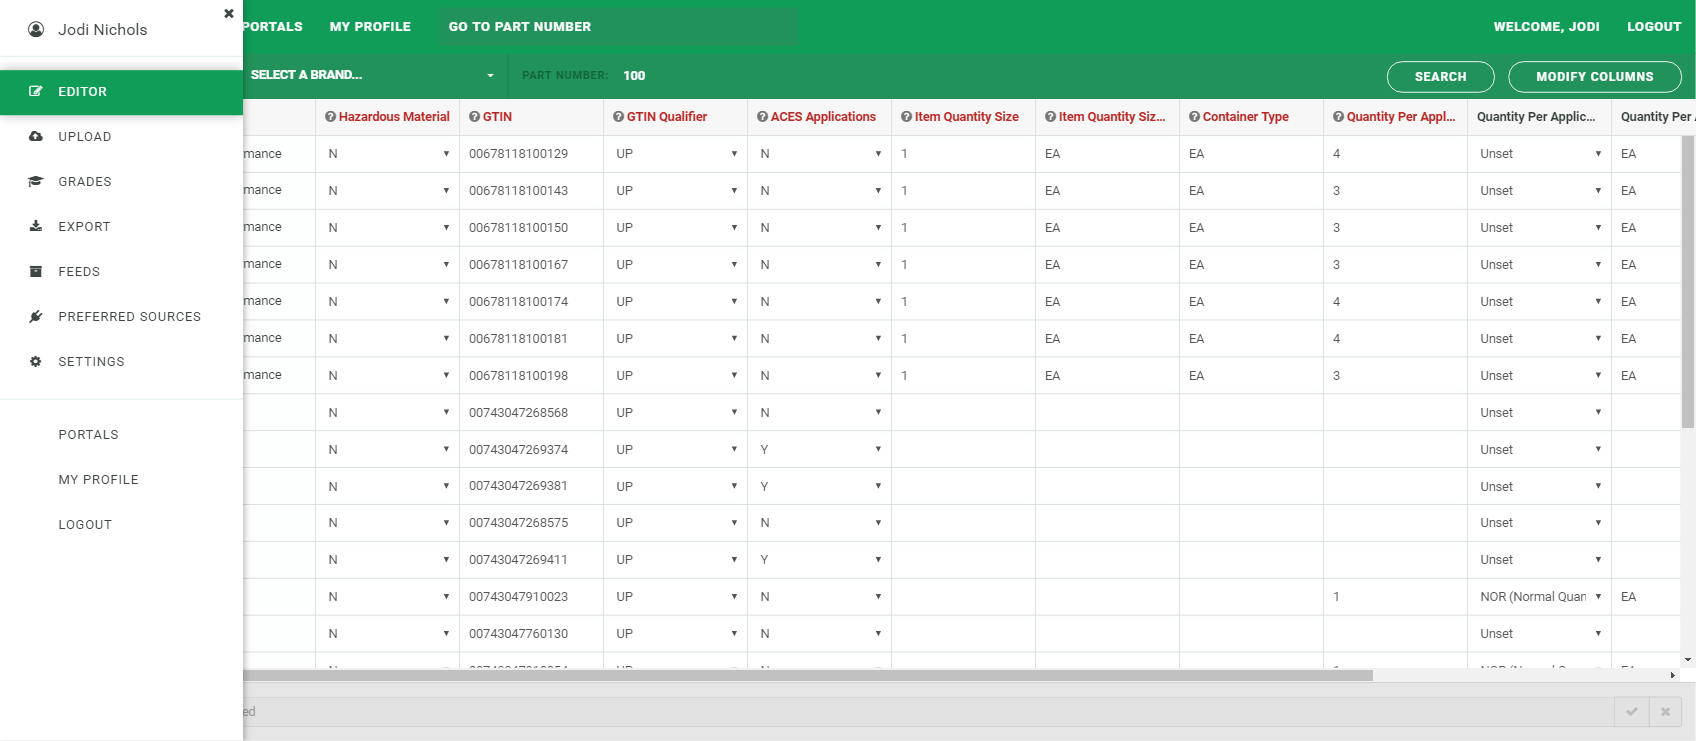 Jodi Nichols
EDITOR
UPLOAD
GRADES
EXPORT
FEEDS
PREFERRED SOURCES
SETTINGS
PORTALS
MY PROFILE
LOGOUT
PORTALS MY PROFILE GO TO PART NUMBER WELCOME, JODI LOGOUT
SELECT A BRAND... PART NUMBER: 100 SEARCH MODIFY COLUMNS
Hazardous Material GTIN GTIN Qualifier ACES Applications Item Quantity Size Item Quantity Siz... Container Type Quantity Per Appl... Quantity Per Applic... Quantity Per A
mance N 00678118100129 UP N 1 EA EA 4 Unset EA
mance N 00678118100143 UP N 1 EA EA 3 Unset EA
mance N 00678118100150 UP N 1 EA EA 3 Unset EA
mance N 00678118100167 UP N 1 EA EA 3 Unset EA
mance N 00678118100174 UP N 1 EA EA 4 Unset EA
mance N 00678118100181 UP N 1 EA EA 4 Unset EA
mance N 00678118100198 UP N 1 EA EA 3 Unset EA
N 00743047268568 UP N Unset
N 00743047269374 UP Y Unset
N 00743047269381 UP Y Unset
N 00743047268575 UP N Unset
N 00743047269411 UP Y Unset
N 00743047910023 UP N 1 NOR (Normal Quan EA
N 00743047760130 UP N Unset
ed